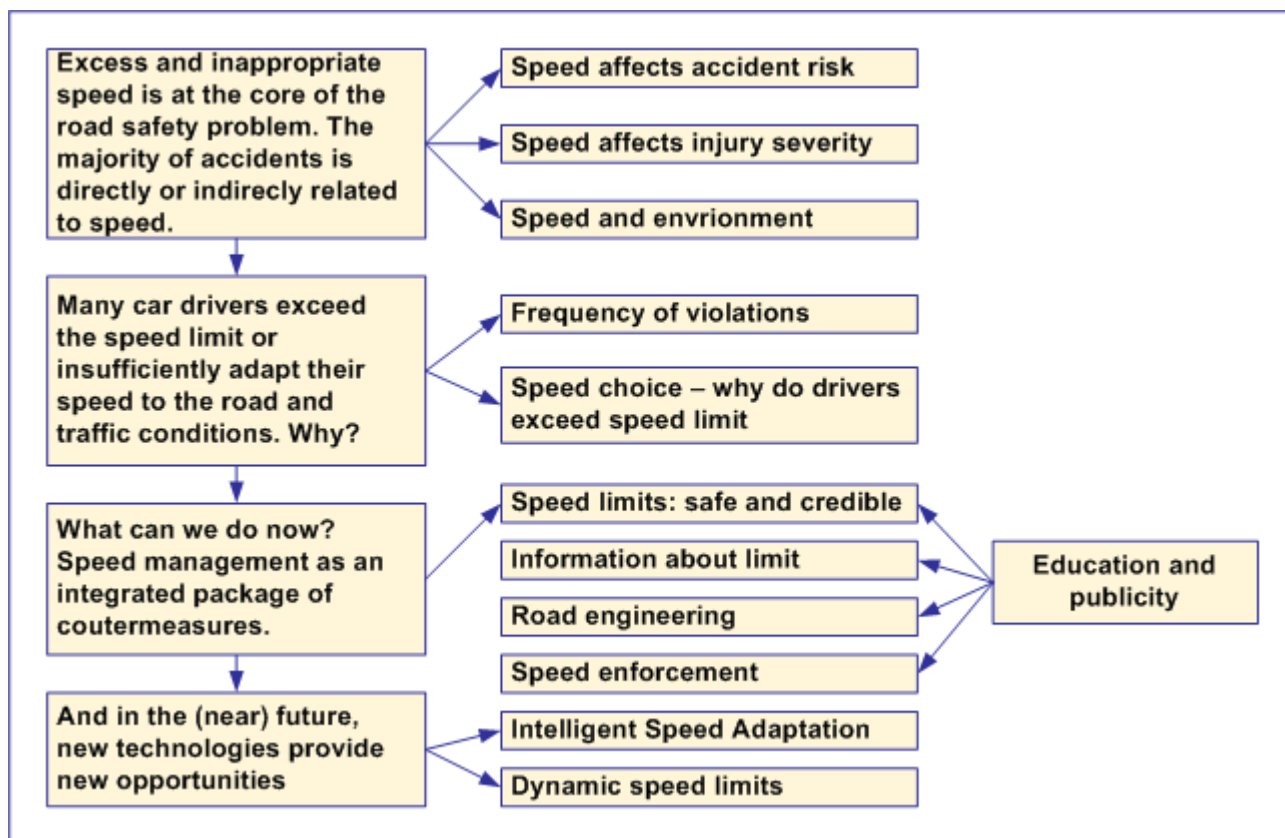 Excess and inappropriate
speed is at the core of the
road safety problem. The
majority of accidents is
directly or indirecly related
to speed.
Speed affects accident risk
Speed affects injury severity
Speed and envrionment
Many car drivers exceed
the speed limit or
insufficiently adapt their
speed to the road and
traffic conditions. Why?
Frequency of violations
Speed choice – why do drivers
exceed speed limit
What can we do now?
Speed management as an
integrated package of
coutermeasures.
Speed limits: safe and credible
Information about limit
Road engineering
Speed enforcement
Education and
publicity
And in the (near) future,
new technologies provide
new opportunities
Intelligent Speed Adaptation
Dynamic speed limits